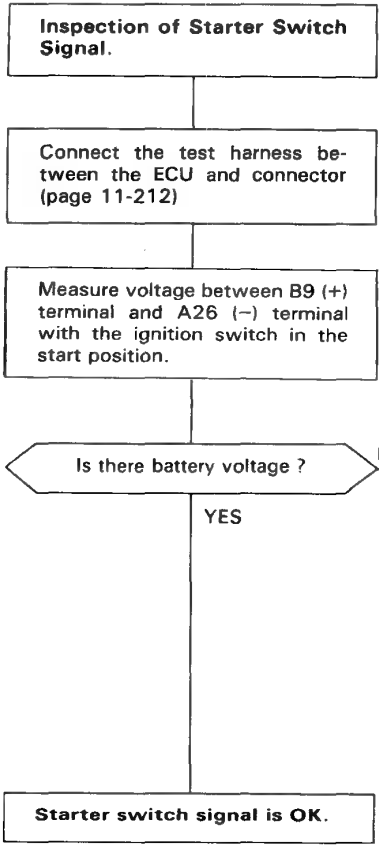 Inspection of Starter Switch
Signal.
Connect the test harness be-
tween the ECU and connector
(page 11-212)
Measure voltage between B9 (+)
terminal and A26 (−) terminal
with the ignition switch in the
start position.
Is there battery voltage ?
YES
Starter switch signal is OK.